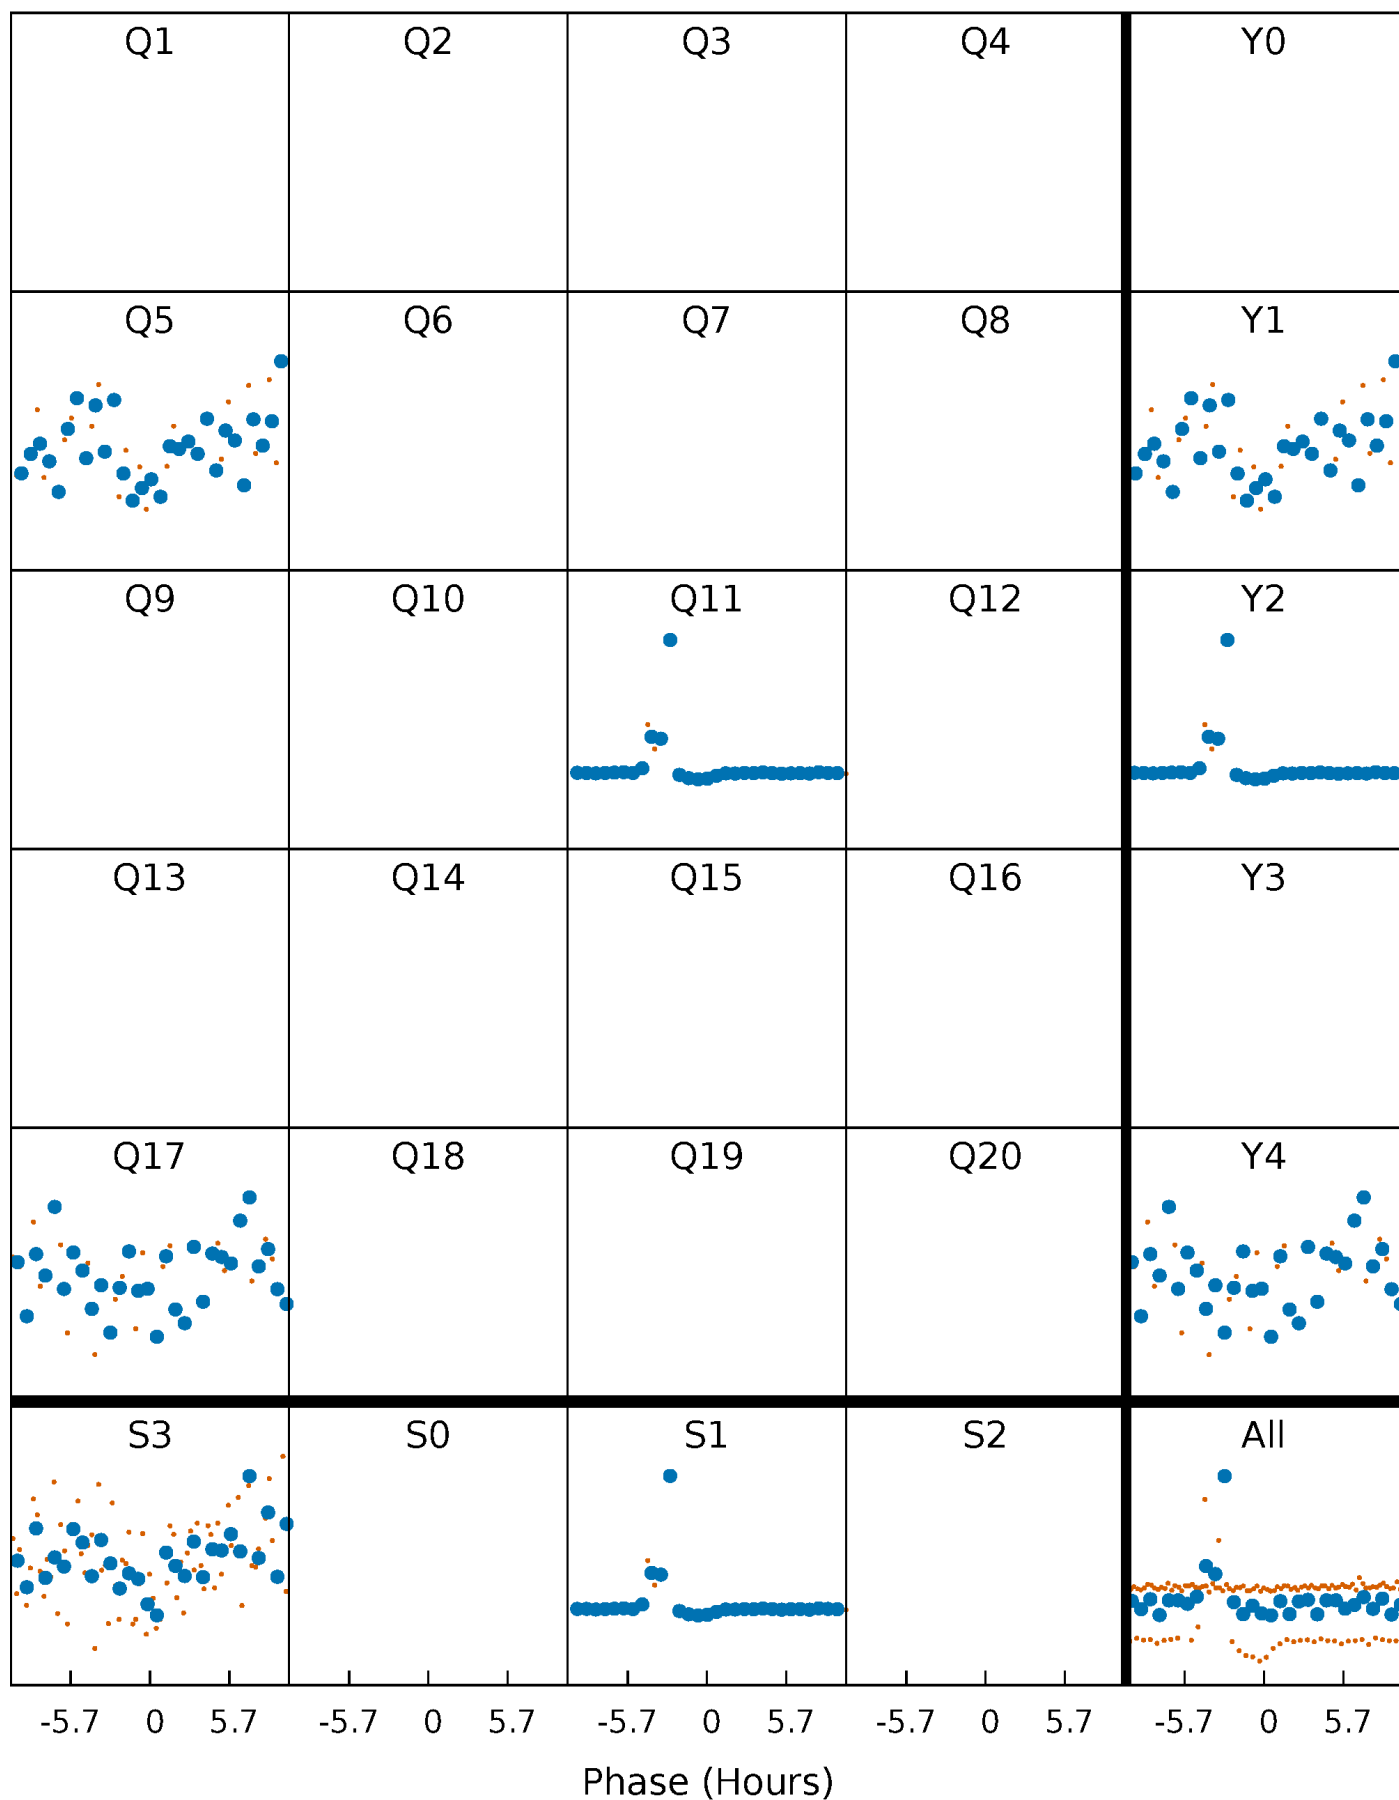 Q1 Q2 Q3 Q4 Y0
Q5 Q6 Q7 Q8 Y1
Q9 Q10 Q11 Q12 Y2
Q13 Q14 Q15 Q16 Y3
Q17 Q18 Q19 Q20 Y4
S3 S0 S1 S2 All
-5.7 0 5.7 -5.7 0 5.7 -5.7 0 5.7 -5.7 0 5.7 -5.7 0 5.7
Phase (Hours)